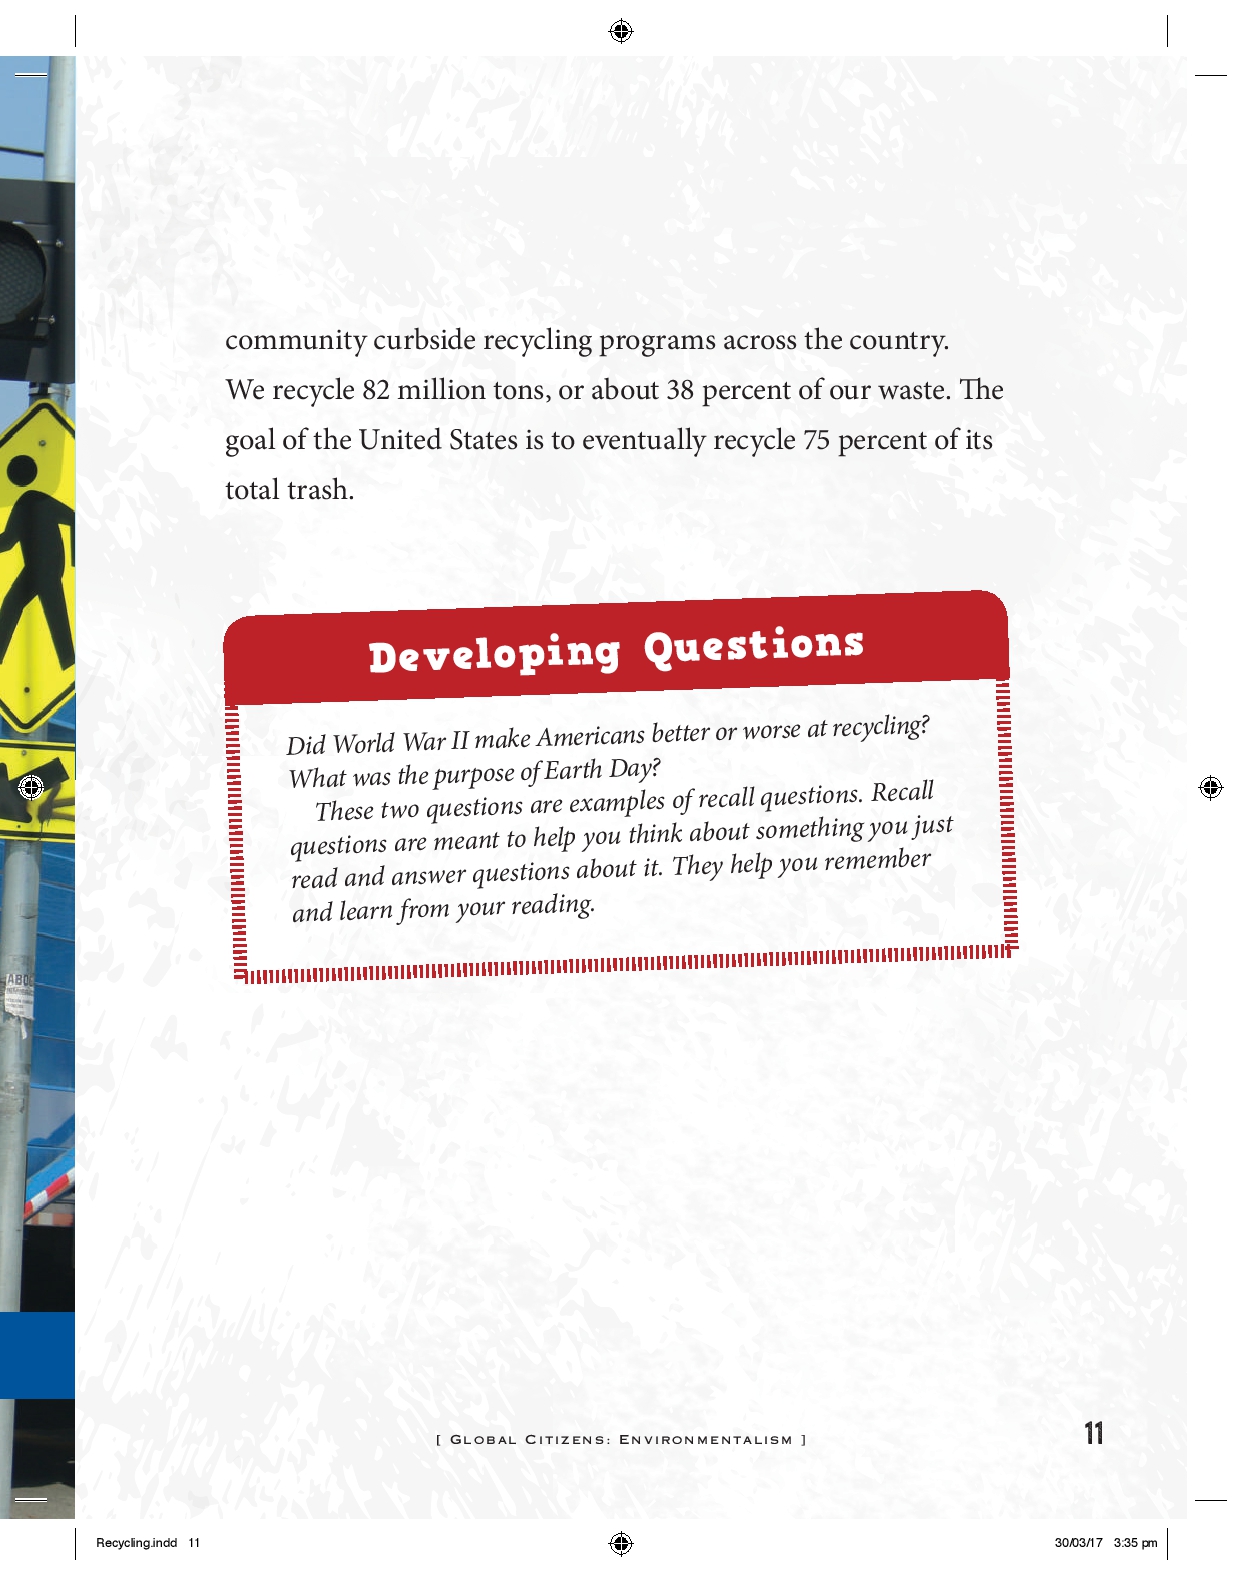 community curbside recycling programs across the country.
We recycle 82 million tons, or about 38 percent of our waste. The
goal of the United States is to eventually recycle 75 percent of its
total trash.
Developing Questions
Did World War II make Americans better or worse at recycling?
What was the purpose of Earth Day?
These two questions are examples of recall questions. Recall
questions are meant to help you think about something you just
read and answer questions about it. They help you remember
and learn from your reading.
[ Global Citizens: Environmentalism ]
11
Recycling.indd 11
30/03/17 3:35 pm